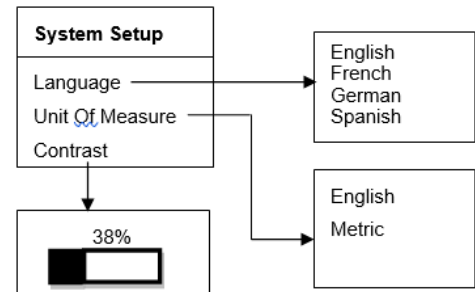 System Setup
Language
Unit Of Measure
Contrast
38%
English
French
German
Spanish
English
Metric